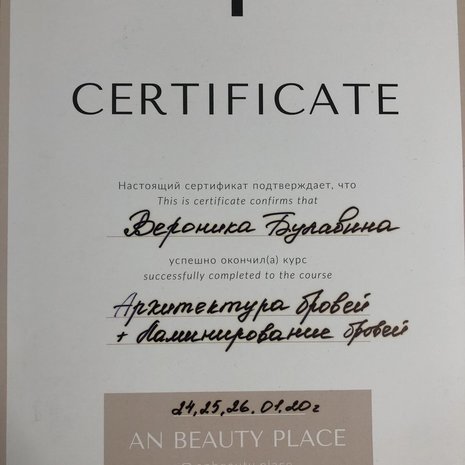 CERTIFICATE
Настоящий сертификат подтверждает, что
This is certificate confirms that
Вероника Булавина
успешно окончил(а) курс
successfully completed to the course
Архитектура бровей
+ Ламинирование бровей
24,25,26.01.20г
AN BEAUTY PLACE